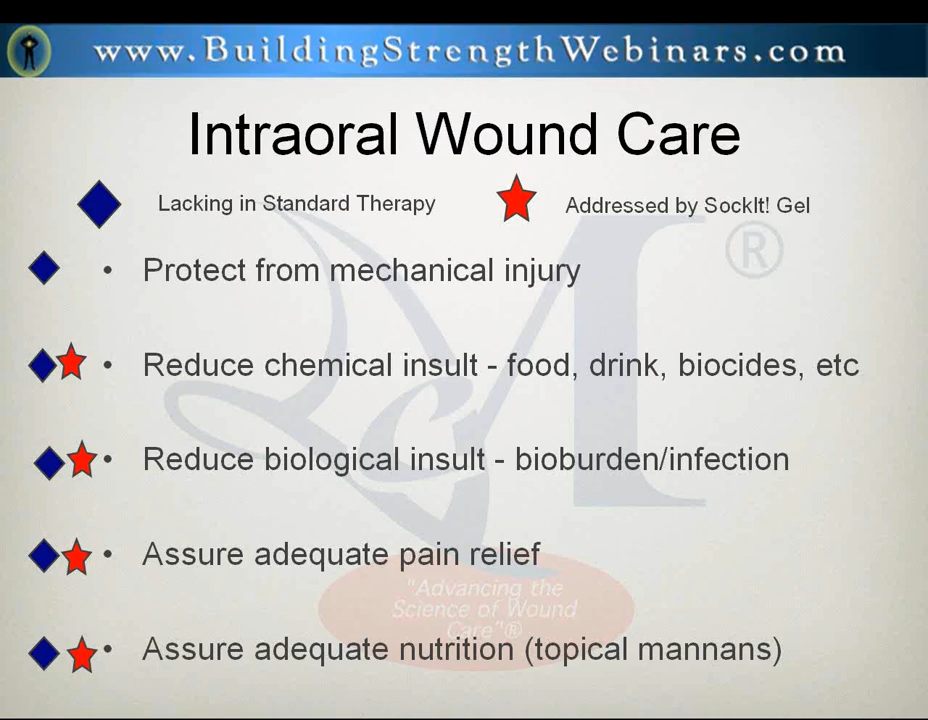 www.BuildingStrengthWebinars.com
Intraoral Wound Care
Lacking in Standard Therapy
Addressed by SockIt! Gel
®
• Protect from mechanical injury
• Reduce chemical insult - food, drink, biocides, etc
• Reduce biological insult - bioburden/infection
• Assure adequate pain relief
"Advancing the
Science of Wound
Care"®
• Assure adequate nutrition (topical mannans)